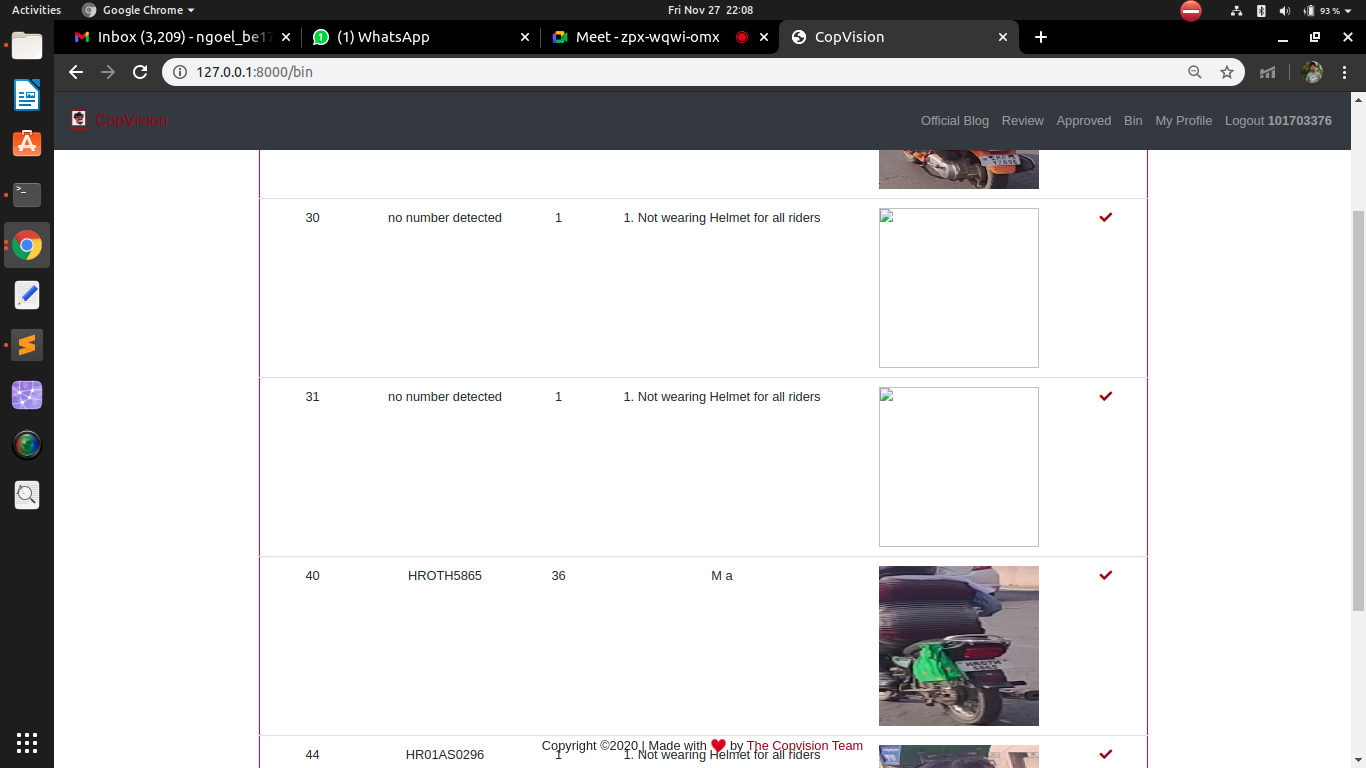 Activities Google Chrome Fri Nov 27 22:08 93 %
Inbox (3,209) - ngoel_be17 (1) WhatsApp Meet - zpx-wqwi-omx CopVision
127.0.0.1:8000/bin
CopVision Official Blog Review Approved Bin My Profile Logout 101703376
30 no number detected 1 1. Not wearing Helmet for all riders
31 no number detected 1 1. Not wearing Helmet for all riders
40 HROTH5865 36 M a
HROTH
5865
Copyright ©2020 | Made with ❤ by The Copvision Team
44 HR01AS0296 1 1. Not wearing Helmet for all riders